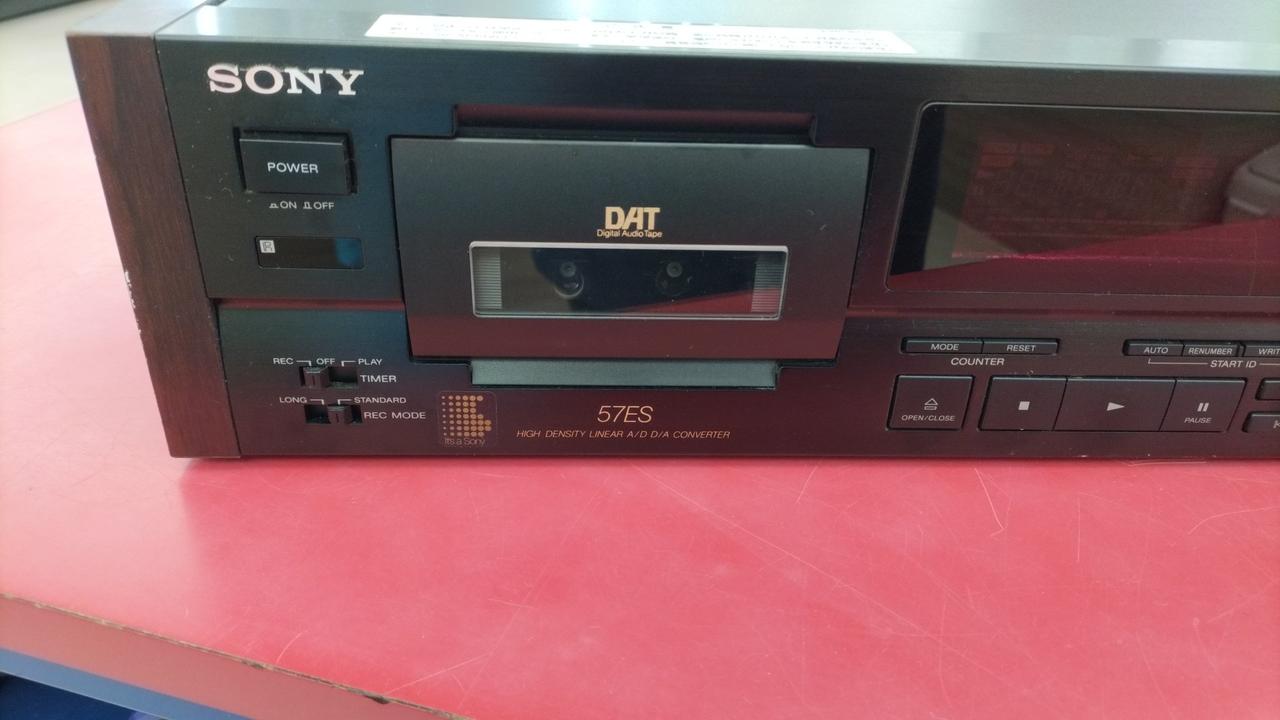 SONY
POWER
ON OFF
R
DAT
Digital Audio Tape
REC OFF PLAY
TIMER
LONG STANDARD
REC MODE
It's a Sony
57ES
HIGH DENSITY LINEAR A/D D/A CONVERTER
MODE RESET
COUNTER
AUTO RENUMBER
START ID
OPEN/CLOSE
PAUSE